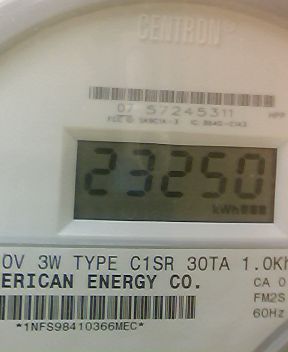 CENTRON
07 57245311
23250
kWh
0V 3W TYPE C1SR 30TA 1.0Kh
ERICAN ENERGY CO.
CA 0
FM2S
60Hz
*1NFS98410366MEC*